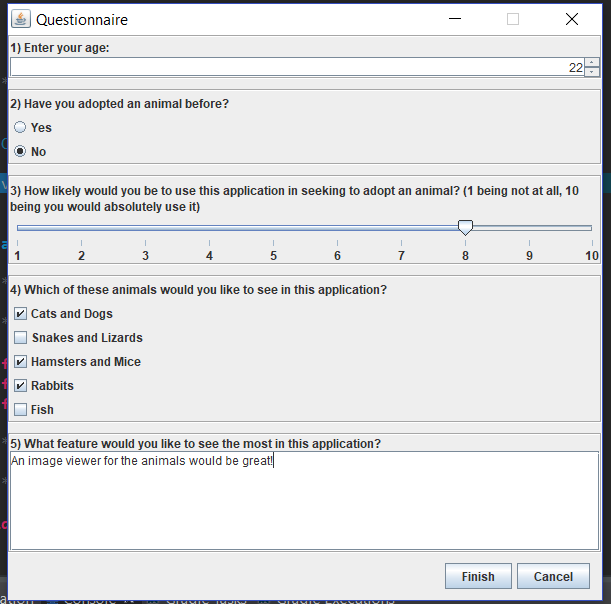 Questionnaire
1) Enter your age:
22
2) Have you adopted an animal before?
Yes
No
3) How likely would you be to use this application in seeking to adopt an animal? (1 being not at all, 10
being you would absolutely use it)
1 2 3 4 5 6 7 8 9 10
4) Which of these animals would you like to see in this application?
Cats and Dogs
Snakes and Lizards
Hamsters and Mice
Rabbits
Fish
5) What feature would you like to see the most in this application?
An image viewer for the animals would be great!
Finish Cancel
Console Gradle Tasks Gradle Executions